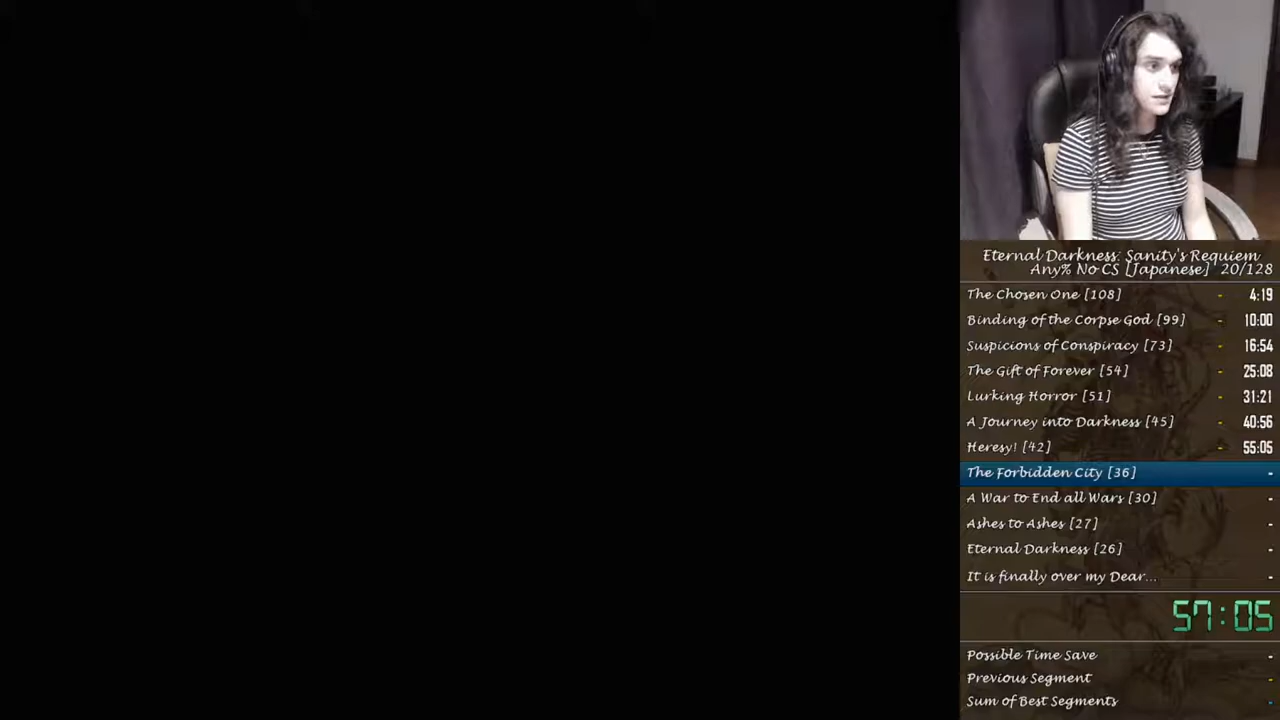 Eternal Darkness: Sanity's Requiem
Any% No CS [Japanese] 20/128
The Chosen One [108] - 4:19
Binding of the Corpse God [99] - 10:00
Suspicions of Conspiracy [73] - 16:54
The Gift of Forever [54] - 25:08
Lurking Horror [51] - 31:21
A Journey into Darkness [45] - 40:56
Heresy! [42] - 55:05
The Forbidden City [36] -
A War to End all Wars [30] -
Ashes to Ashes [27] -
Eternal Darkness [26] -
It is finally over my Dear... -
57:05
Possible Time Save -
Previous Segment -
Sum of Best Segments -